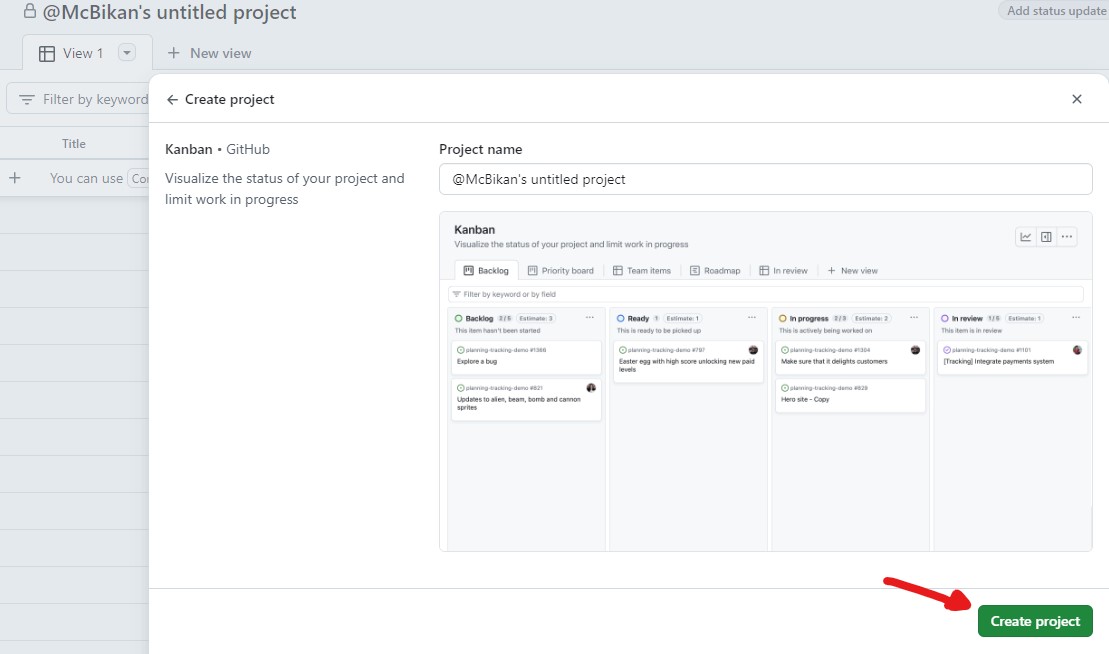 @McBikan's untitled project
Add status update
View 1
New view
Filter by keyword
Create project
Title
You can use
Kanban • GitHub
Visualize the status of your project and
limit work in progress
Project name
@McBikan's untitled project
Kanban
Visualize the status of your project and limit work in progress
Backlog Priority board Team items Roadmap In review + New view
Filter by keyword or by field
Backlog 2/5 Estimate: 3
This item hasn't been started
planning-tracking-demo
Explore a bug
planning-tracking-demo #821
Updates to alien, beam, bomb and cannon
sprites
Ready 1 Estimate: 1
This is ready to be picked up
planning-tracking-demo #787
Easter egg with high score unlocking new paid
levels
In progress 2/3 Estimate: 2
This is actively being worked on
planning-tracking-demo
Make sure that it delights customers
planning-tracking-demo
Hero site - Copy
In review 1/5 Estimate: 1
This item is in review
planning-tracking-demo
[Tracking] Integrate payments system
Create project